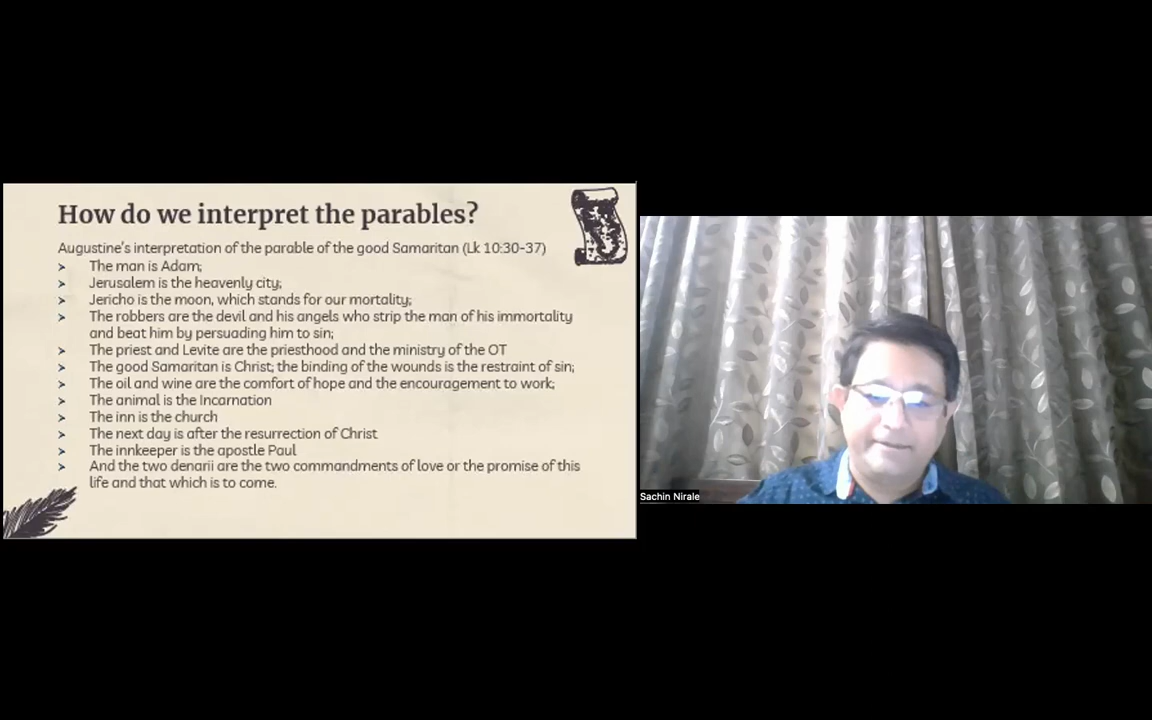 How do we interpret the parables?
Augustine's interpretation of the parable of the good Samaritan (Lk 10:30-37)
➤ The man is Adam;
➤ Jerusalem is the heavenly city;
➤ Jericho is the moon, which stands for our mortality;
➤ The robbers are the devil and his angels who strip the man of his immortality
and beat him by persuading him to sin;
➤ The priest and Levite are the priesthood and the ministry of the OT
➤ The good Samaritan is Christ; the binding of the wounds is the restraint of sin;
➤ The oil and wine are the comfort of hope and the encouragement to work;
➤ The animal is the Incarnation
➤ The inn is the church
➤ The next day is after the resurrection of Christ
➤ The innkeeper is the apostle Paul
➤ And the two denarii are the two commandments of love or the promise of this
life and that which is to come.
Sachin Nirale